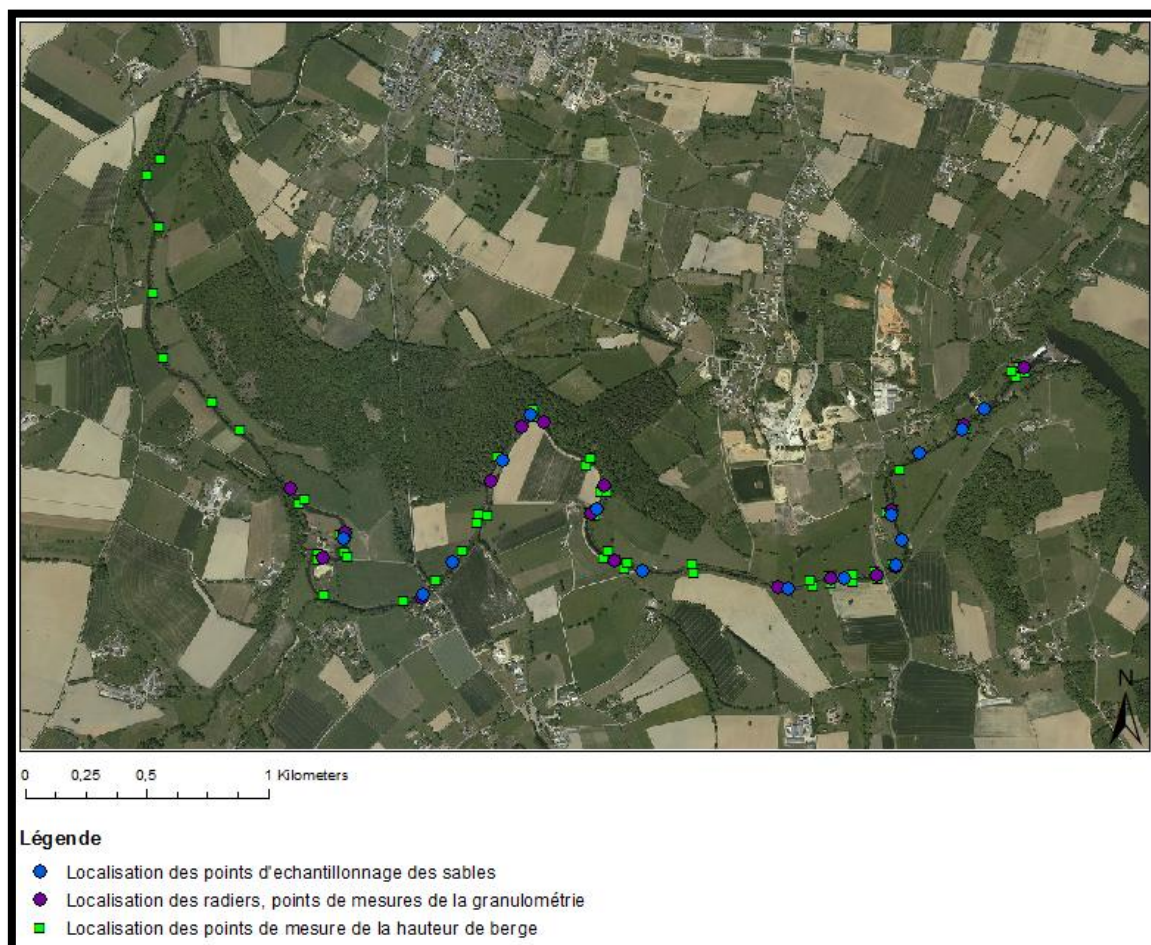 N
0 0,25 0,5 1 Kilometers
Légende
Localisation des points d'echantillonnage des sables
Localisation des radiers, points de mesures de la granulométrie
Localisation des points de mesure de la hauteur de berge